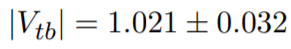 |V_{tb}| = 1.021 ± 0.032